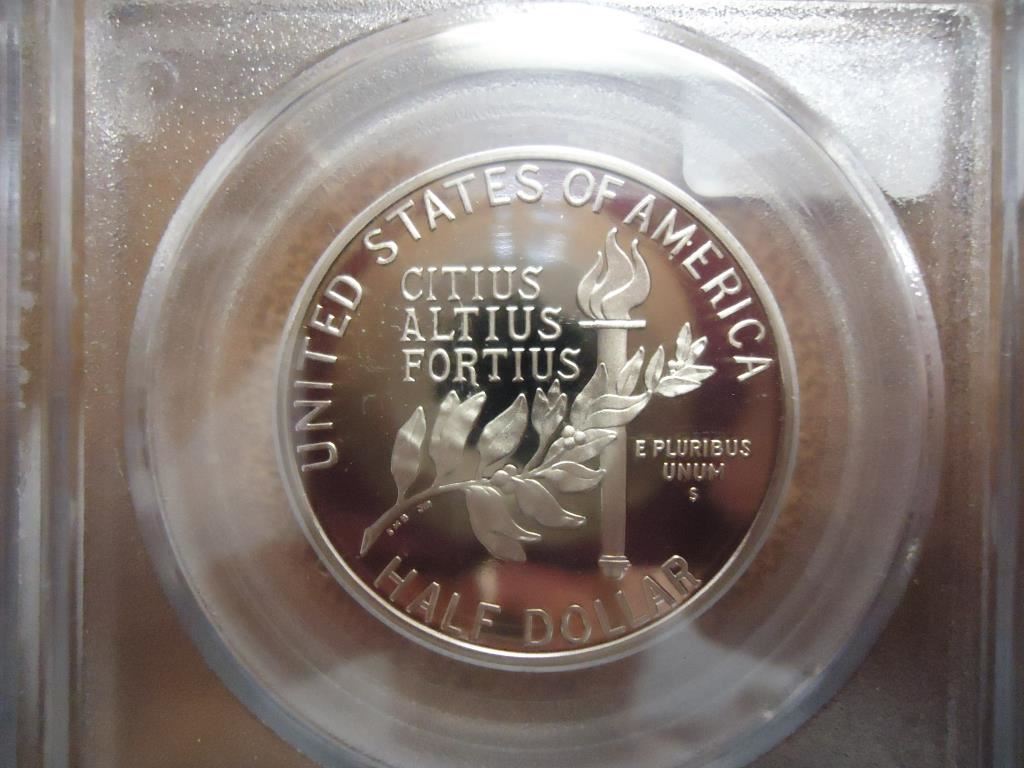 UNITED STATES OF AMERICA
CITIUS
ALTIUS
FORTIUS
E PLURIBUS
UNUM
S
HALF DOLLAR